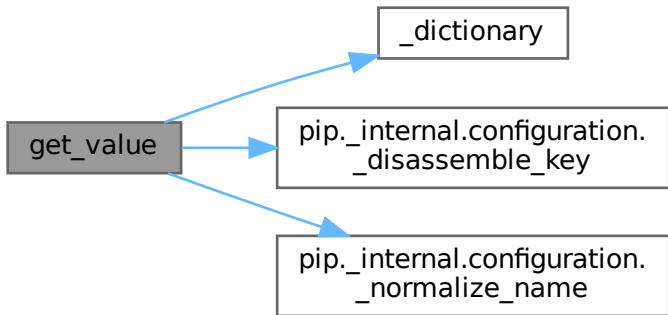 _dictionary
get_value
pip._internal.configuration.
_disassemble_key
pip._internal.configuration.
_normalize_name